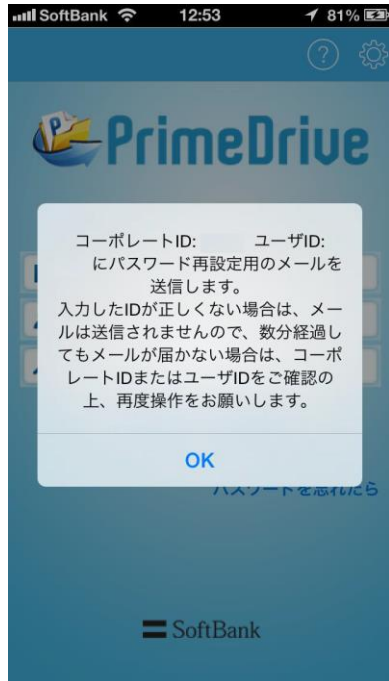 SoftBank 12:53 81%
?
PrimeDrive
コーポレートID: ユーザID:
にパスワード再設定用のメールを
送信します。
入力したIDが正しくない場合は、メー
ルは送信されませんので、数分経過し
てもメールが届かない場合は、コーポ
レートIDまたはユーザIDをご確認の
上、再度操作をお願いします。
OK
パスワードを忘れたら
SoftBank